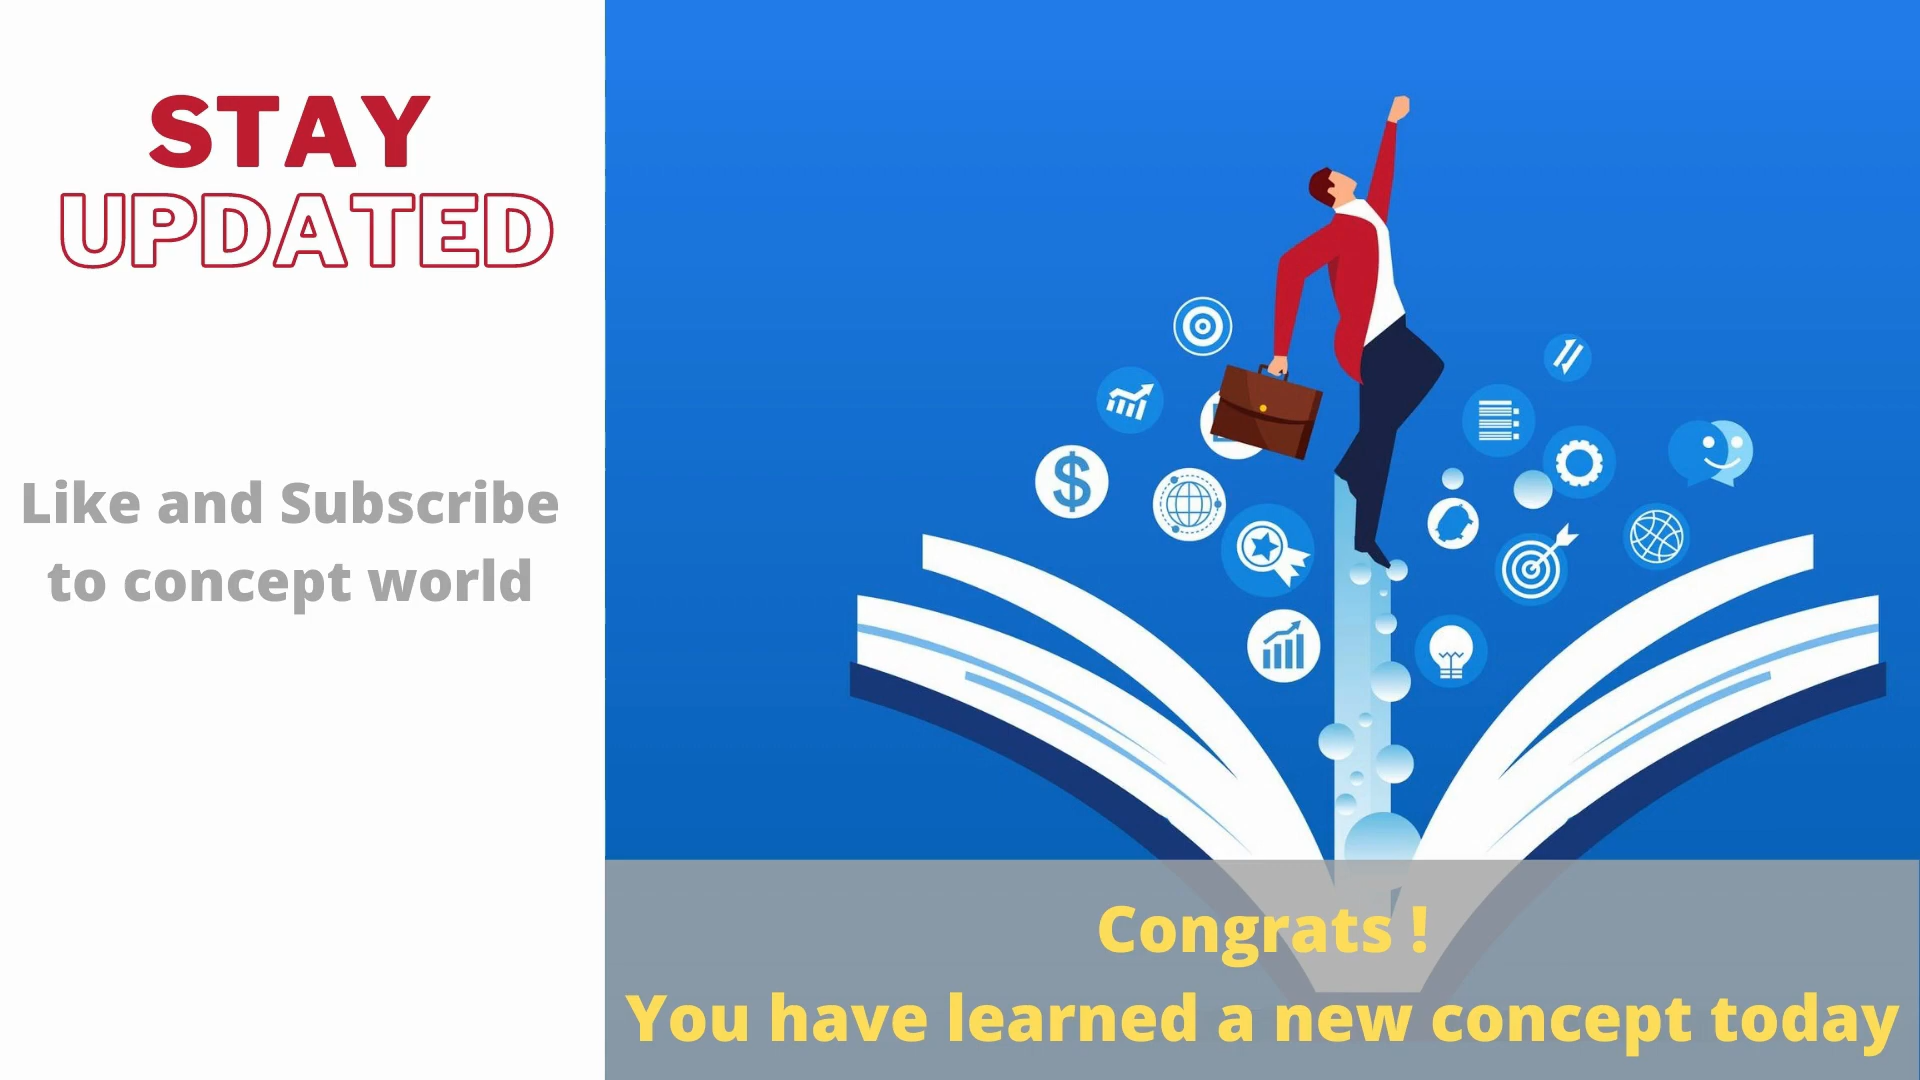 STAY
UPDATED
Like and Subscribe
to concept world
$
Congrats !
You have learned a new concept today